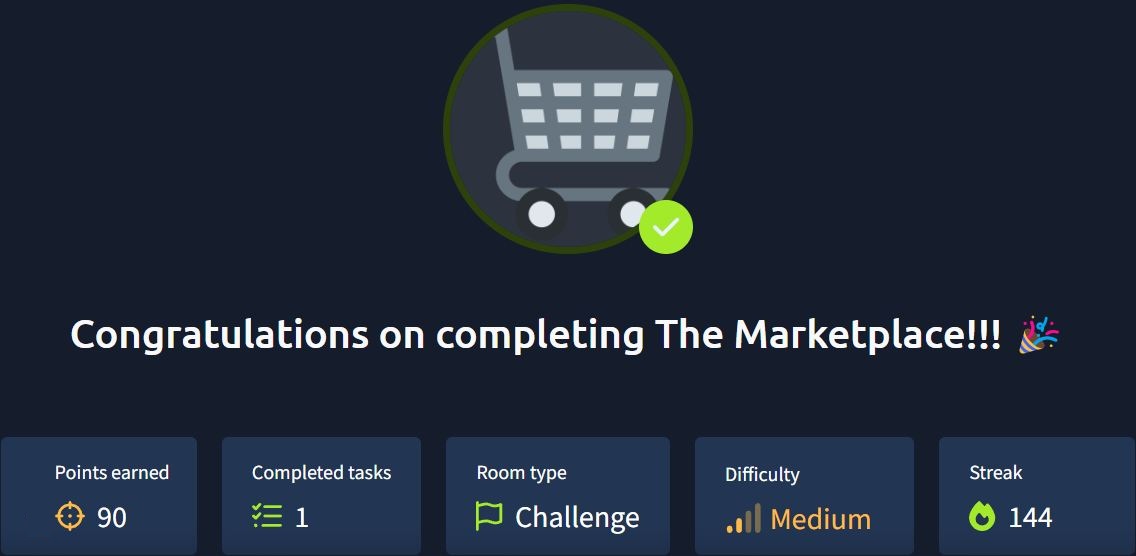 Congratulations on completing The Marketplace!!! 🎉
Points earned
90
Completed tasks
1
Room type
Challenge
Difficulty
Medium
Streak
144